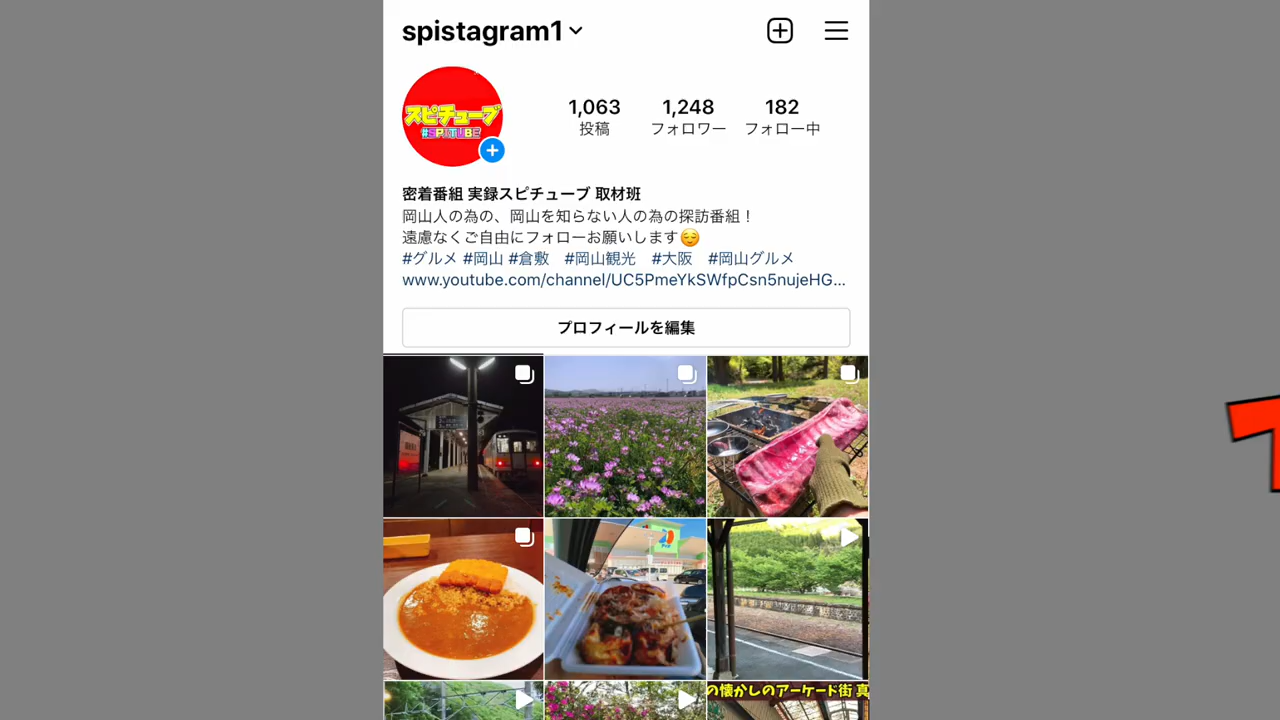 spistagram1
スピチューブ
#SPITUBE
1,063
投稿
1,248
フォロワー
182
フォロー中
密着番組 実録スピチューブ 取材班
岡山人の為の、岡山を知らない人の為の探訪番組！
遠慮なくご自由にフォローお願いします😌
#グルメ #岡山 #倉敷　#岡山観光　#大阪　#岡山グルメ
www.youtube.com/channel/UC5PmeYkSWfpCsn5nujeHG...
プロフィールを編集
の懐かしのアーケード街 真